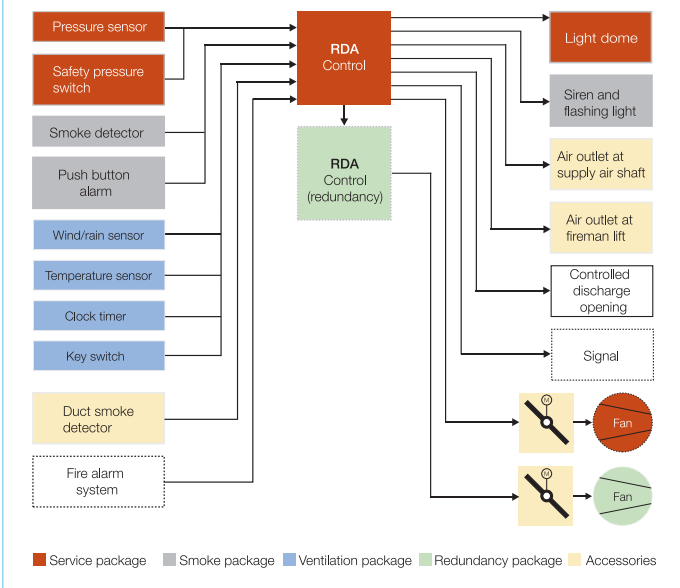 Pressure sensor
Safety pressure
switch
Smoke detector
Push button
alarm
Wind/rain sensor
Temperature sensor
Clock timer
Key switch
Duct smoke
detector
Fire alarm
system
RDA
Control
RDA
Control
(redundancy)
Light dome
Siren and
flashing light
Air outlet at
supply air shaft
Air outlet at
fireman lift
Controlled
discharge
opening
Signal
M
Fan
M
Fan
Service package
Smoke package
Ventilation package
Redundancy package
Accessories